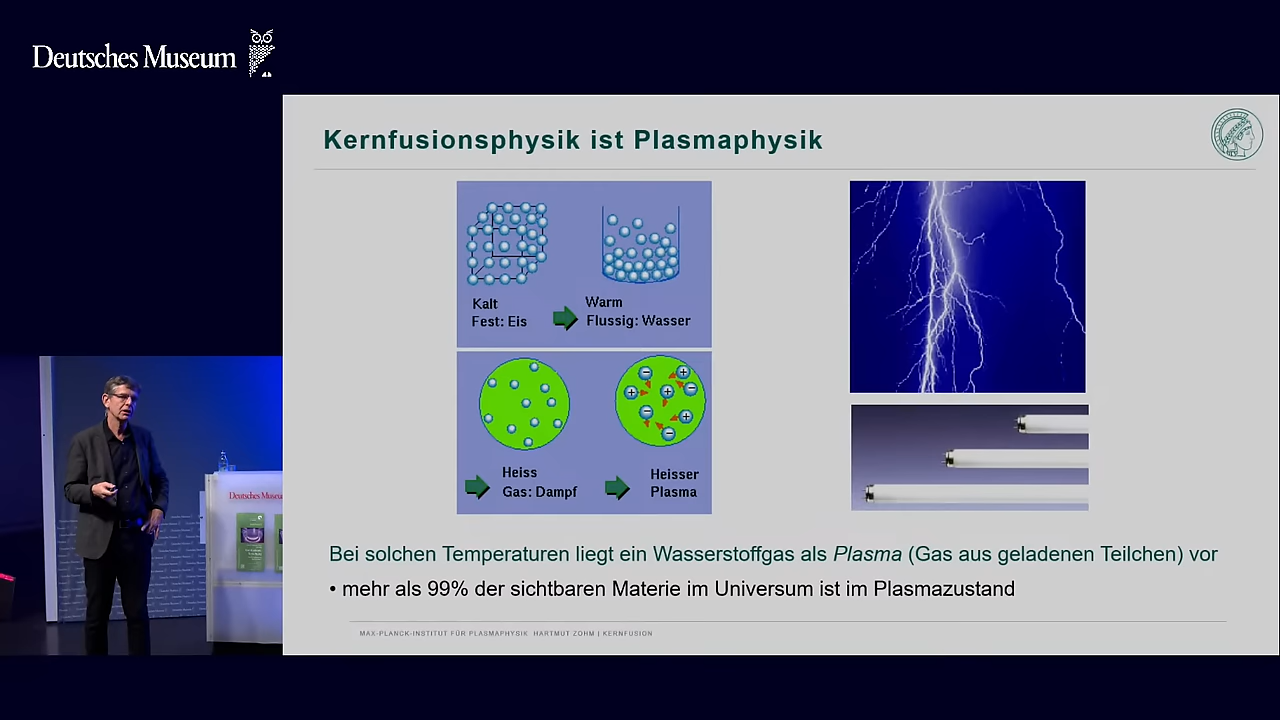 Deutsches Museum
Kernfusionsphysik ist Plasmaphysik
Kalt
Fest: Eis
Warm
Flussig: Wasser
Heiss
Gas: Dampf
Heisser
Plasma
Bei solchen Temperaturen liegt ein Wasserstoffgas als Plasma (Gas aus geladenen Teilchen) vor
• mehr als 99% der sichtbaren Materie im Universum ist im Plasmazustand
MAX-PLANCK-INSTITUT FÜR PLASMAPHYSIK HARTMUT ZOHM | KERNFUSION
Deutsches Museu